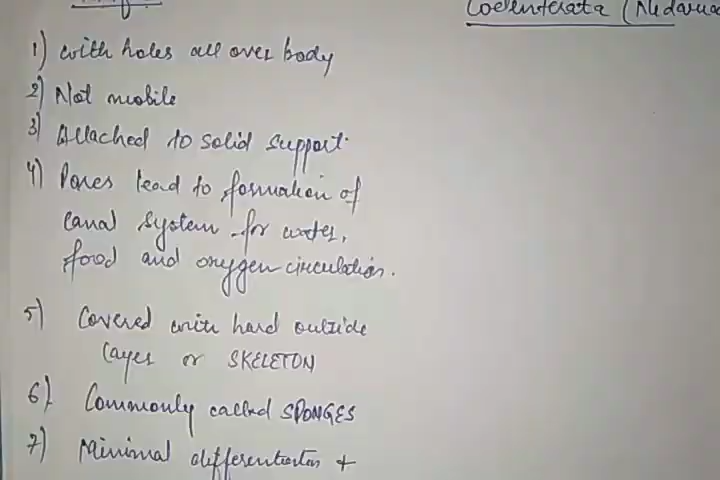 Coelenterata (Nidaria
1) with holes all over body
2) Not mobile
3) Attached to solid support.
4) Pores lead to formation of
canal system for water,
food and oxygen circulation.
5) Covered with hard outside
layer or SKELETON
6) Commonly called SPONGES
7) Minimal differentiation +